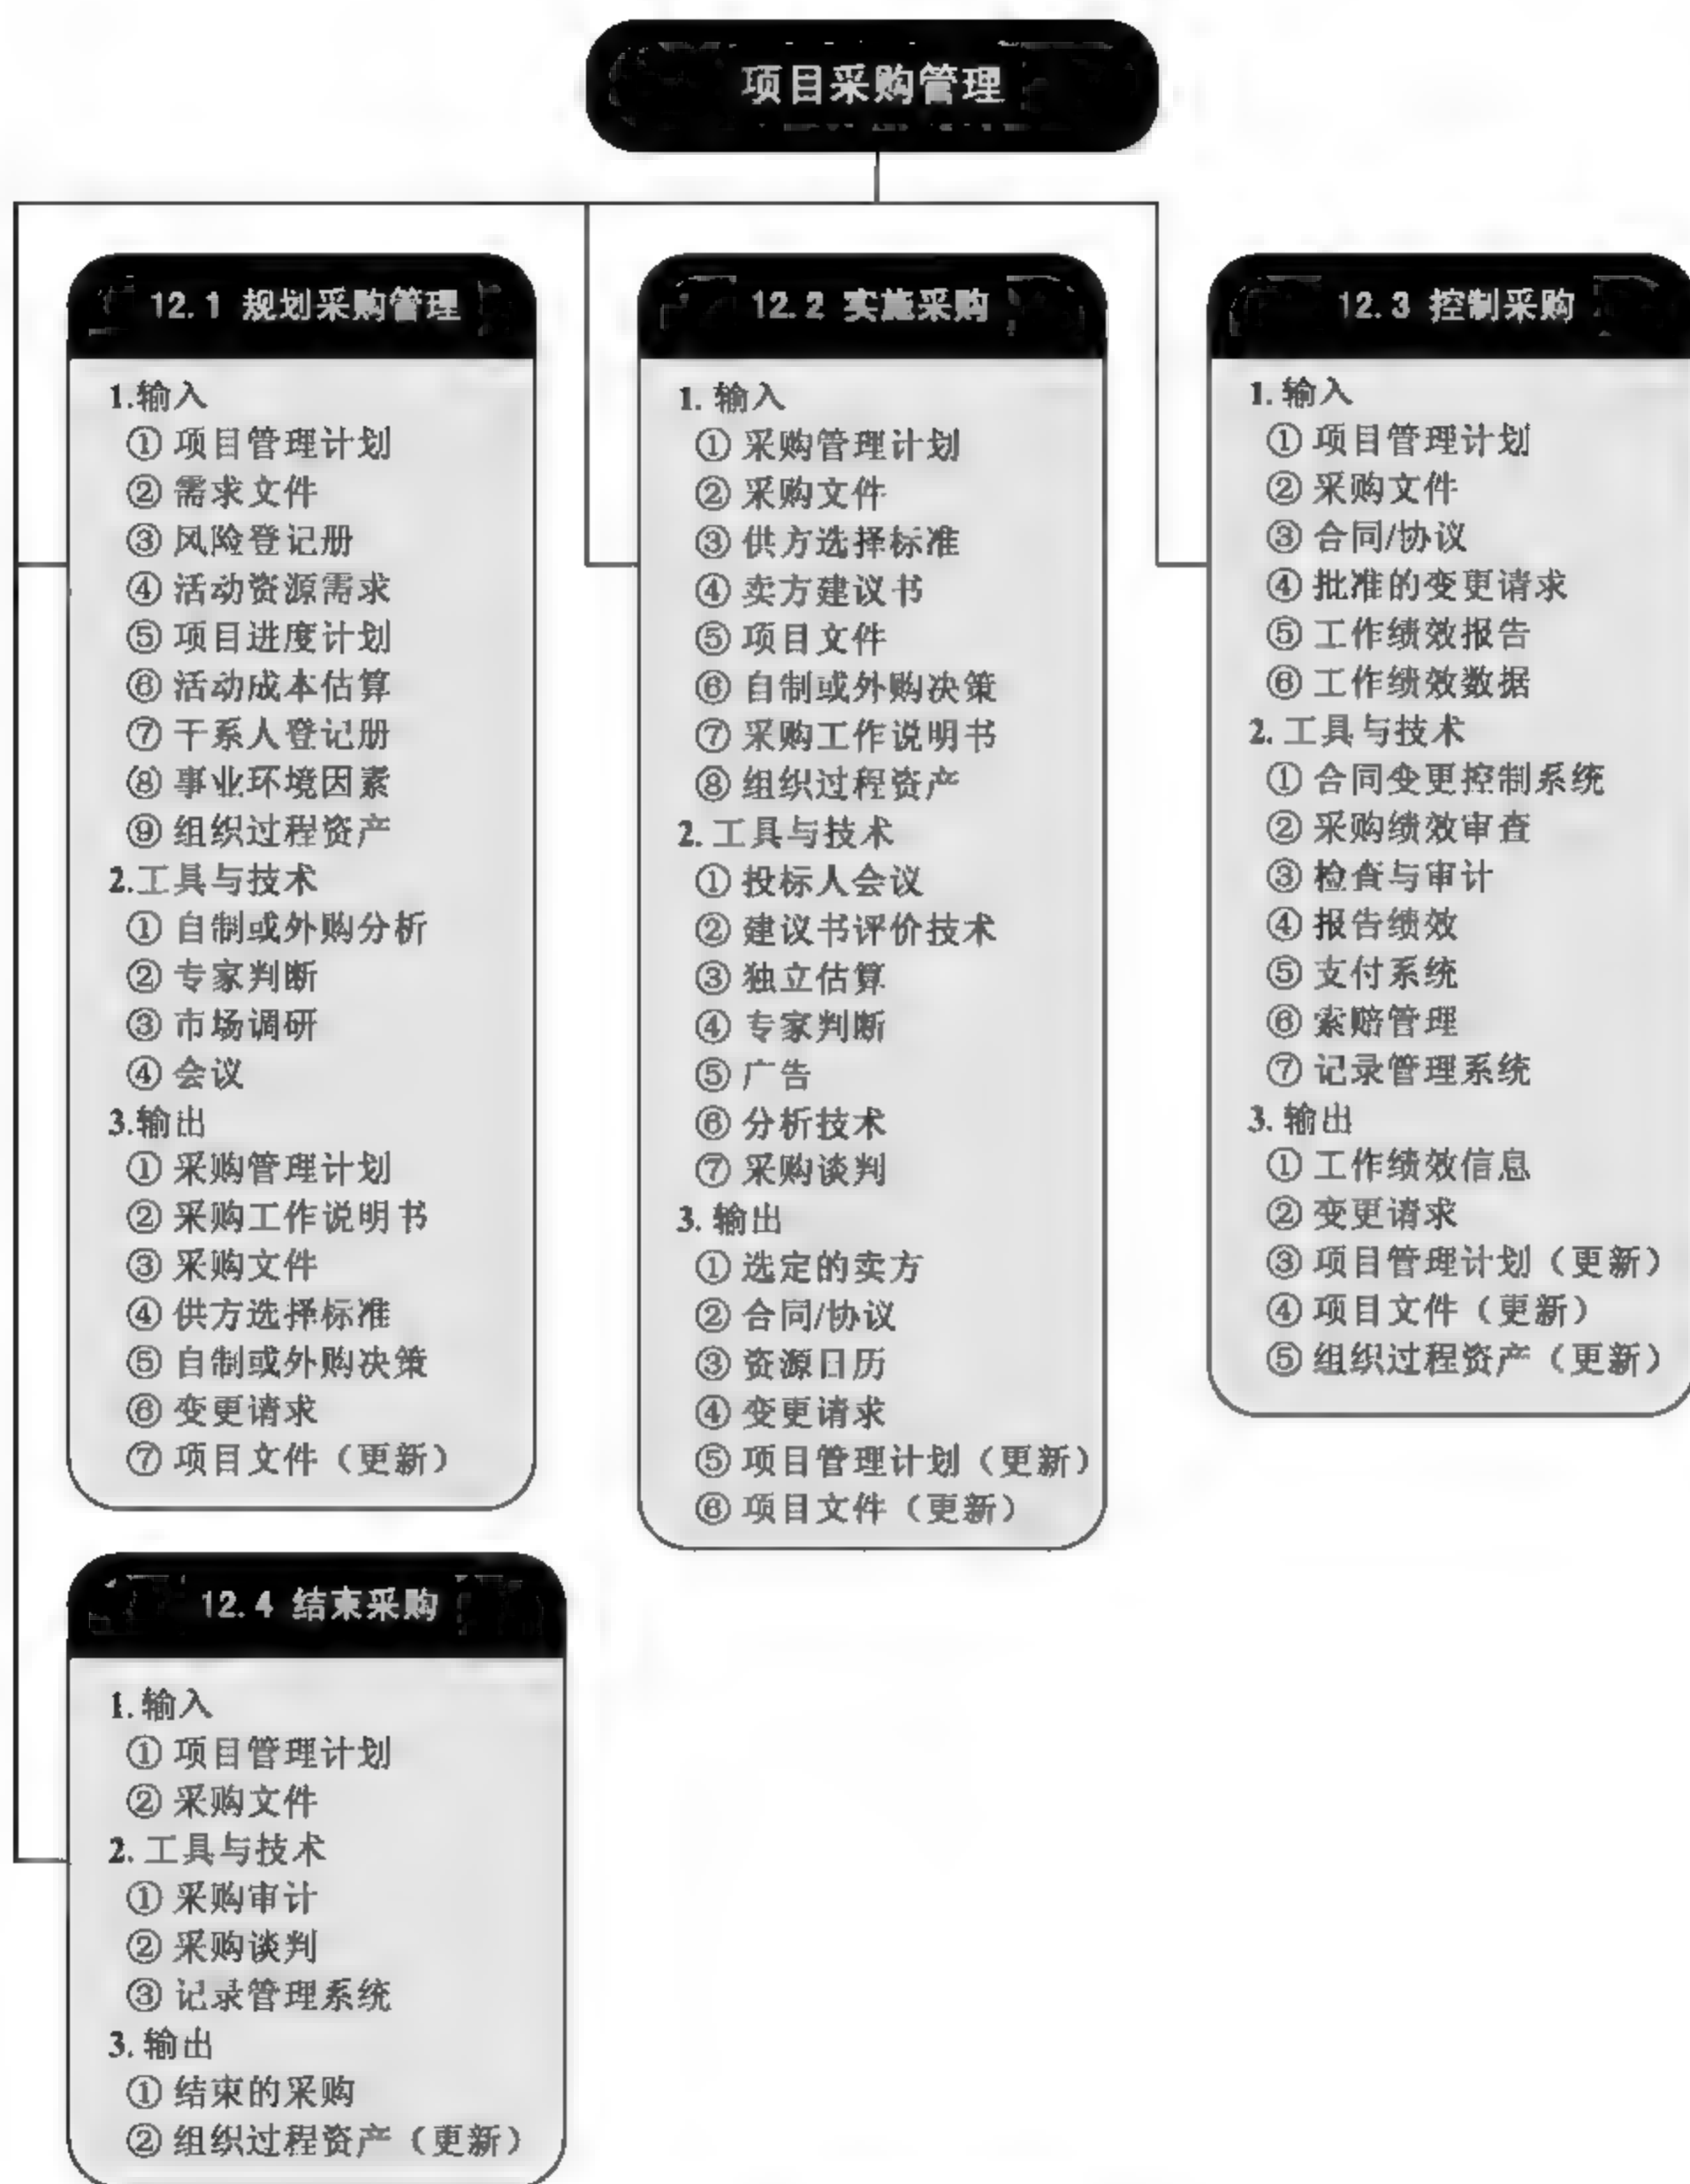 项目采购管理
12.1 规划采购管理
1.输入
① 项目管理计划
② 需求文件
③ 风险登记册
④ 活动资源需求
⑤ 项目进度计划
⑥ 活动成本估算
⑦ 干系人登记册
⑧ 事业环境因素
⑨ 组织过程资产
2.工具与技术
① 自制或外购分析
② 专家判断
③ 市场调研
④ 会议
3.输出
① 采购管理计划
② 采购工作说明书
③ 采购文件
④ 供方选择标准
⑤ 自制或外购决策
⑥ 变更请求
⑦ 项目文件（更新）
12.2 实施采购
1. 输入
① 采购管理计划
② 采购文件
③ 供方选择标准
④ 卖方建议书
⑤ 项目文件
⑥ 自制或外购决策
⑦ 采购工作说明书
⑧ 组织过程资产
2. 工具与技术
① 投标人会议
② 建议书评价技术
③ 独立估算
④ 专家判断
⑤ 广告
⑥ 分析技术
⑦ 采购谈判
3. 输出
① 选定的卖方
② 合同/协议
③ 资源日历
④ 变更请求
⑤ 项目管理计划（更新）
⑥ 项目文件（更新）
12.3 控制采购
1. 输入
① 项目管理计划
② 采购文件
③ 合同/协议
④ 批准的变更请求
⑤ 工作绩效报告
⑥ 工作绩效数据
2. 工具与技术
① 合同变更控制系统
② 采购绩效审查
③ 检查与审计
④ 报告绩效
⑤ 支付系统
⑥ 索赔管理
⑦ 记录管理系统
3. 输出
① 工作绩效信息
② 变更请求
③ 项目管理计划（更新）
④ 项目文件（更新）
⑤ 组织过程资产（更新）
12.4 结束采购
1. 输入
① 项目管理计划
② 采购文件
2. 工具与技术
① 采购审计
② 采购谈判
③ 记录管理系统
3. 输出
① 结束的采购
② 组织过程资产（更新）